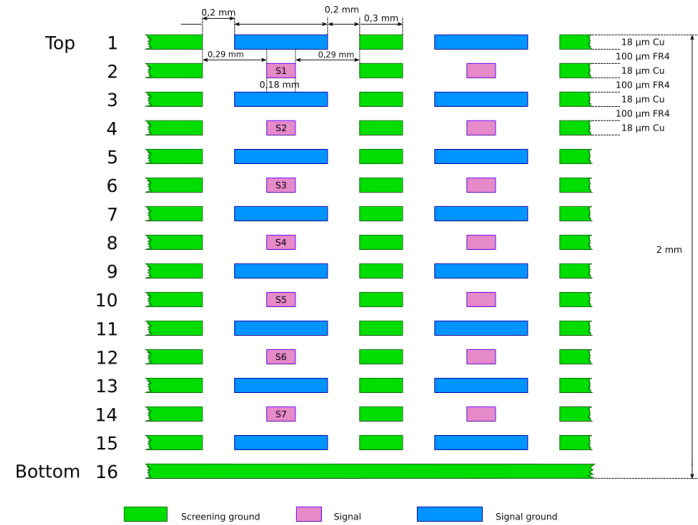 0,2 mm
0,2 mm
0,3 mm
Top 1
18 µm Cu
0,29 mm
0,29 mm
100 µm FR4
2
S1
18 µm Cu
0,18 mm
100 µm FR4
3
18 µm Cu
100 µm FR4
4
S2
18 µm Cu
5
6
S3
7
8
S4
2 mm
9
10
S5
11
12
S6
13
14
S7
15
Bottom 16
Screening ground
Signal
Signal ground